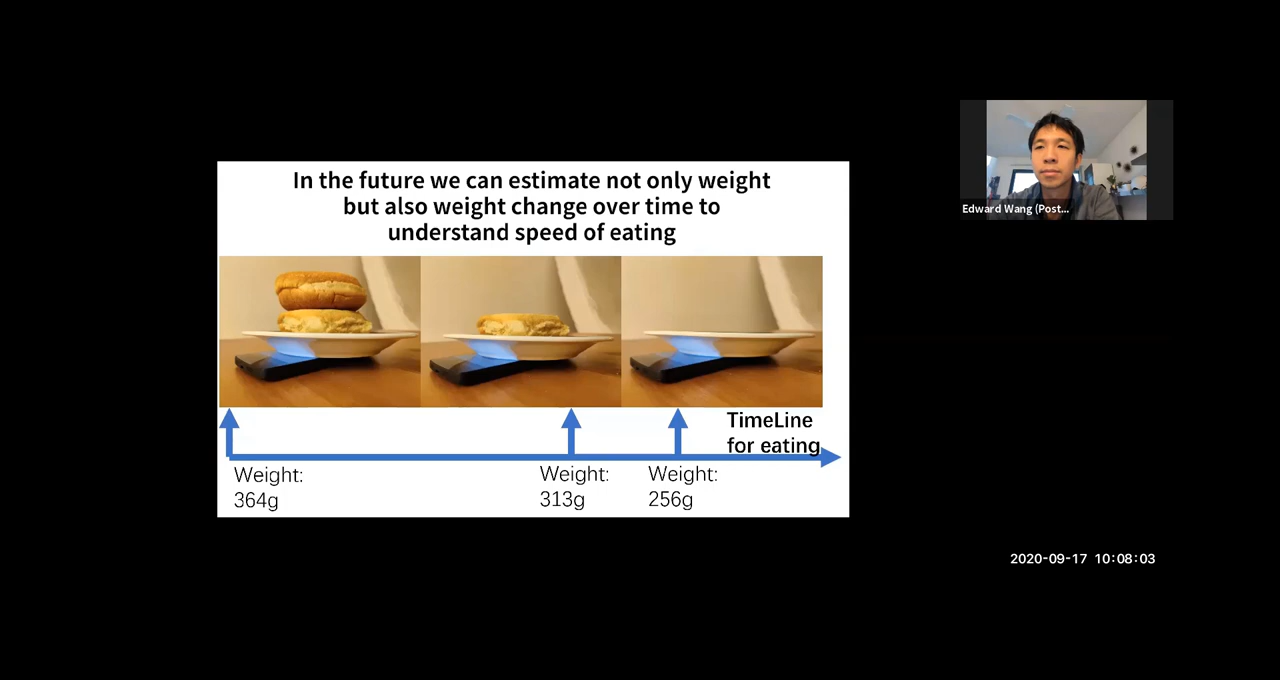 In the future we can estimate not only weight
but also weight change over time to
understand speed of eating
TimeLine
for eating
Weight:
364g
Weight:
313g
Weight:
256g
Edward Wang (Post...
2020-09-17 10:08:03